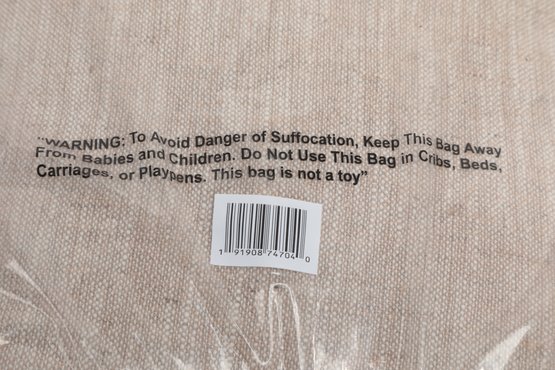 "WARNING: To Avoid Danger of Suffocation, Keep This Bag Away
From Babies and Children. Do Not Use This Bag in Cribs, Beds,
Carriages, or Playpens. This bag is not a toy"
1 91908 74704 0